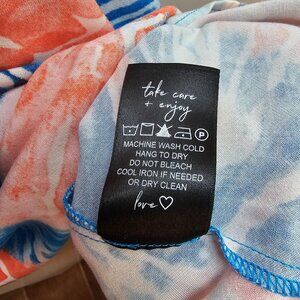 take care
+ enjoy
P
MACHINE WASH COLD
HANG TO DRY
DO NOT BLEACH
COOL IRON IF NEEDED
OR DRY CLEAN
love ♡